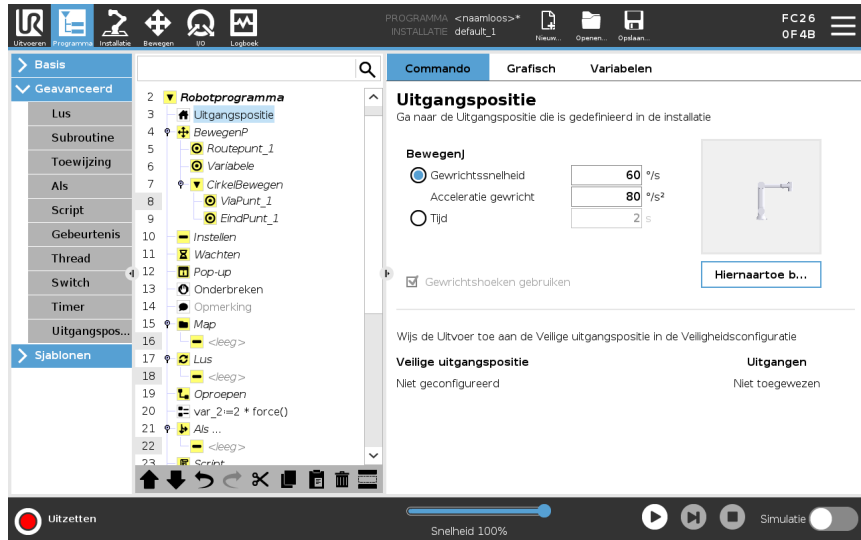 UR
Uitvoeren Programma Installatie Bewegen I/O Logboek
PROGRAMMA <naamloos>*
INSTALLATIE default_1
Nieuw... Openen... Opslaan...
FC26
0F4B
Basis
Geavanceerd
Lus
Subroutine
Toewijzing
Als
Script
Gebeurtenis
Thread
Switch
Timer
Uitgangspos...
Sjablonen
2 Robotprogramma
3 Uitgangspositie
4 BewegenP
5 Routepunt_1
6 Variabele
7 CirkelBewegen
8 ViaPunt_1
9 EindPunt_1
10 Instellen
11 Wachten
12 Pop-up
13 Onderbreken
14 Opmerking
15 Map
16 <leeg>
17 Lus
18 <leeg>
19 Oproepen
20 var_2:=2 * force()
21 Als ...
22 <leeg>
23 Script
Commando Grafisch Variabelen
Uitgangspositie
Ga naar de Uitgangspositie die is gedefinieerd in de installatie
BewegenJ
Gewrichtssnelheid 60 °/s
Acceleratie gewricht 80 °/s²
Tijd 2 s
Gewrichtshoeken gebruiken
Hiernaartoe b...
Wijs de Uitvoer toe aan de Veilige uitgangspositie in de Veiligheidsconfiguratie
Veilige uitgangspositie Uitgangen
Niet geconfigureerd Niet toegewezen
Uitzetten
Snelheid 100%
Simulatie